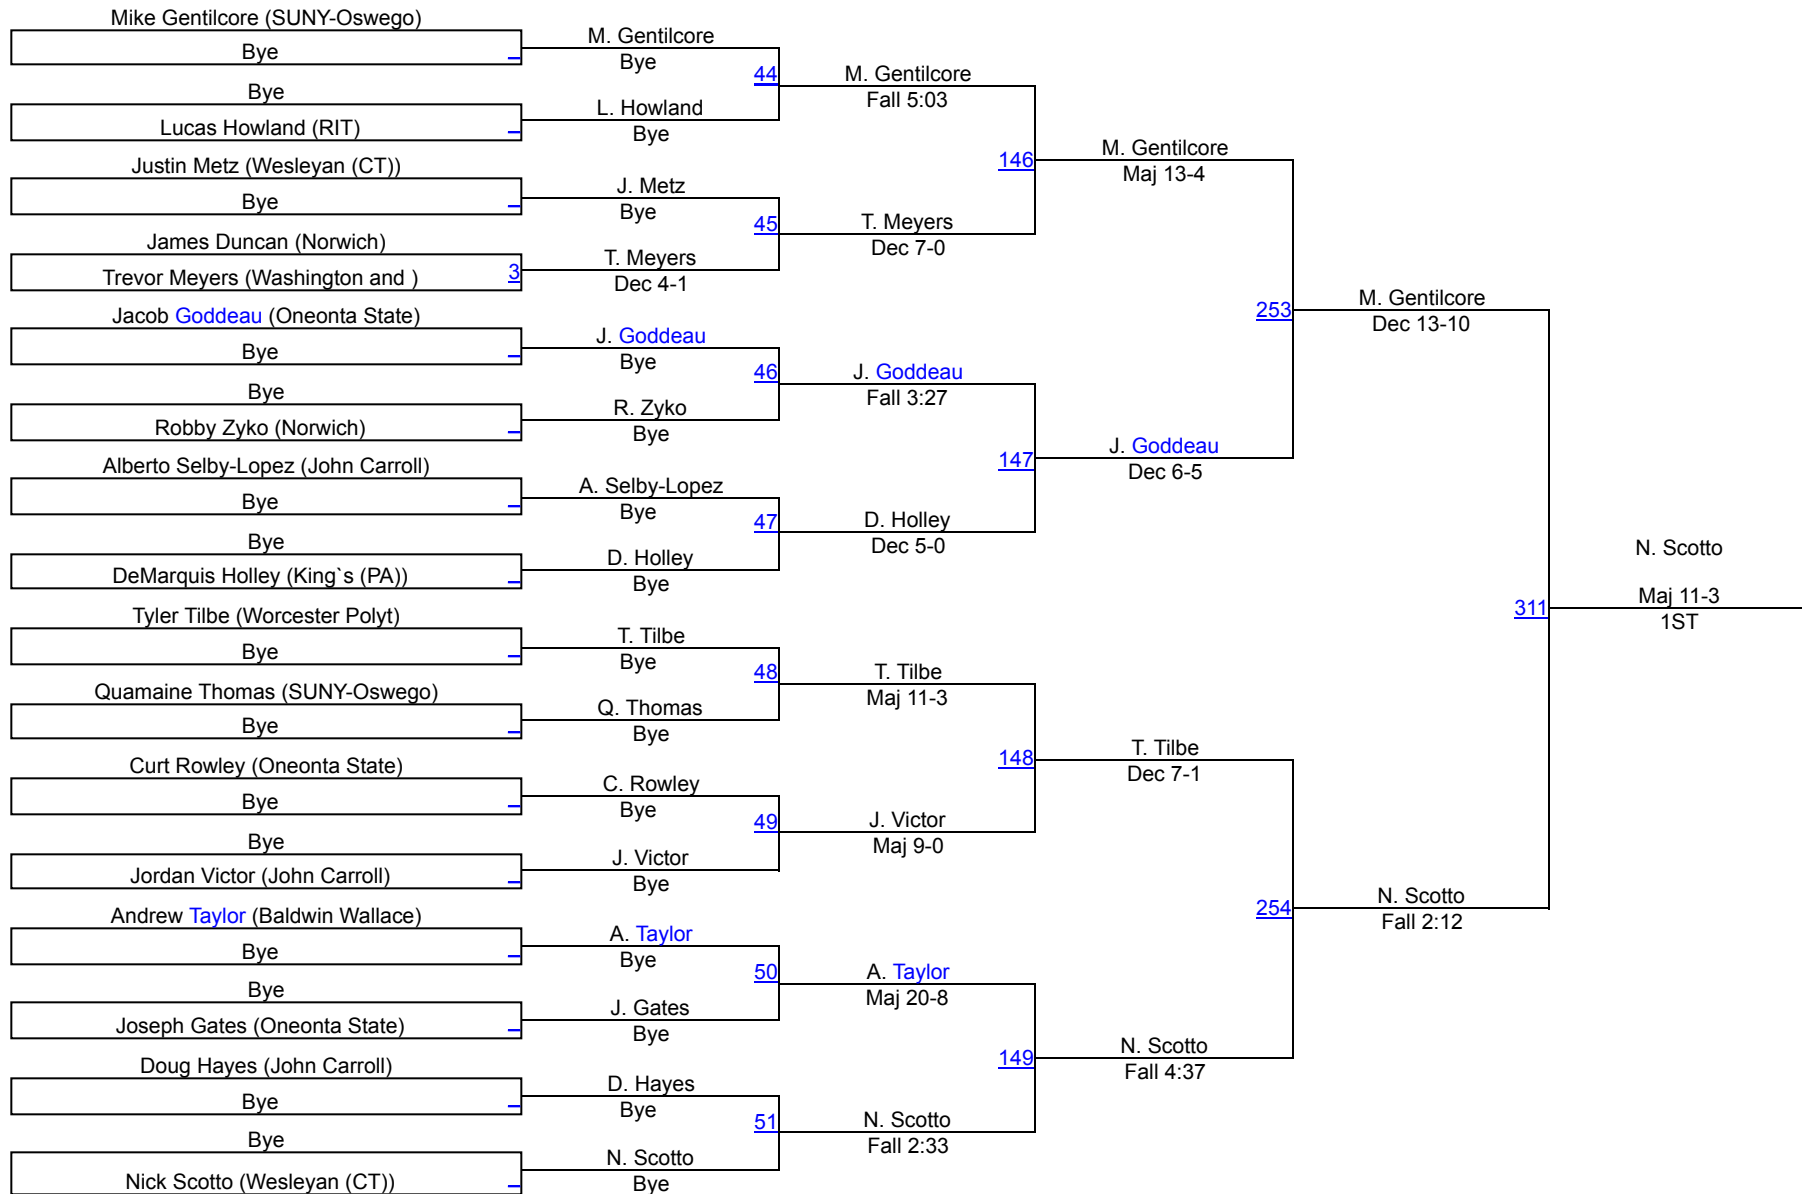 Mike Gentilcore (SUNY-Oswego)
Bye
Bye
Lucas Howland (RIT)
Justin Metz (Wesleyan (CT))
Bye
James Duncan (Norwich)
Trevor Meyers (Washington and )
3
Jacob Goddeau (Oneonta State)
Bye
Bye
Robby Zyko (Norwich)
Alberto Selby-Lopez (John Carroll)
Bye
Bye
DeMarquis Holley (King`s (PA))
Tyler Tilbe (Worcester Polyt)
Bye
Quamaine Thomas (SUNY-Oswego)
Bye
Curt Rowley (Oneonta State)
Bye
Bye
Jordan Victor (John Carroll)
Andrew Taylor (Baldwin Wallace)
Bye
Bye
Joseph Gates (Oneonta State)
Doug Hayes (John Carroll)
Bye
Bye
Nick Scotto (Wesleyan (CT))
M. Gentilcore
Bye
44
L. Howland
Bye
J. Metz
Bye
45
T. Meyers
Dec 4-1
J. Goddeau
Bye
46
R. Zyko
Bye
A. Selby-Lopez
Bye
47
D. Holley
Bye
T. Tilbe
Bye
48
Q. Thomas
Bye
C. Rowley
Bye
49
J. Victor
Bye
A. Taylor
Bye
50
J. Gates
Bye
D. Hayes
Bye
51
N. Scotto
Bye
M. Gentilcore
Fall 5:03
146
T. Meyers
Dec 7-0
J. Goddeau
Fall 3:27
147
D. Holley
Dec 5-0
T. Tilbe
Maj 11-3
148
J. Victor
Maj 9-0
A. Taylor
Maj 20-8
149
N. Scotto
Fall 2:33
M. Gentilcore
Maj 13-4
253
J. Goddeau
Dec 6-5
T. Tilbe
Dec 7-1
254
N. Scotto
Fall 4:37
M. Gentilcore
Dec 13-10
311
N. Scotto
Fall 2:12
N. Scotto
Maj 11-3
1ST